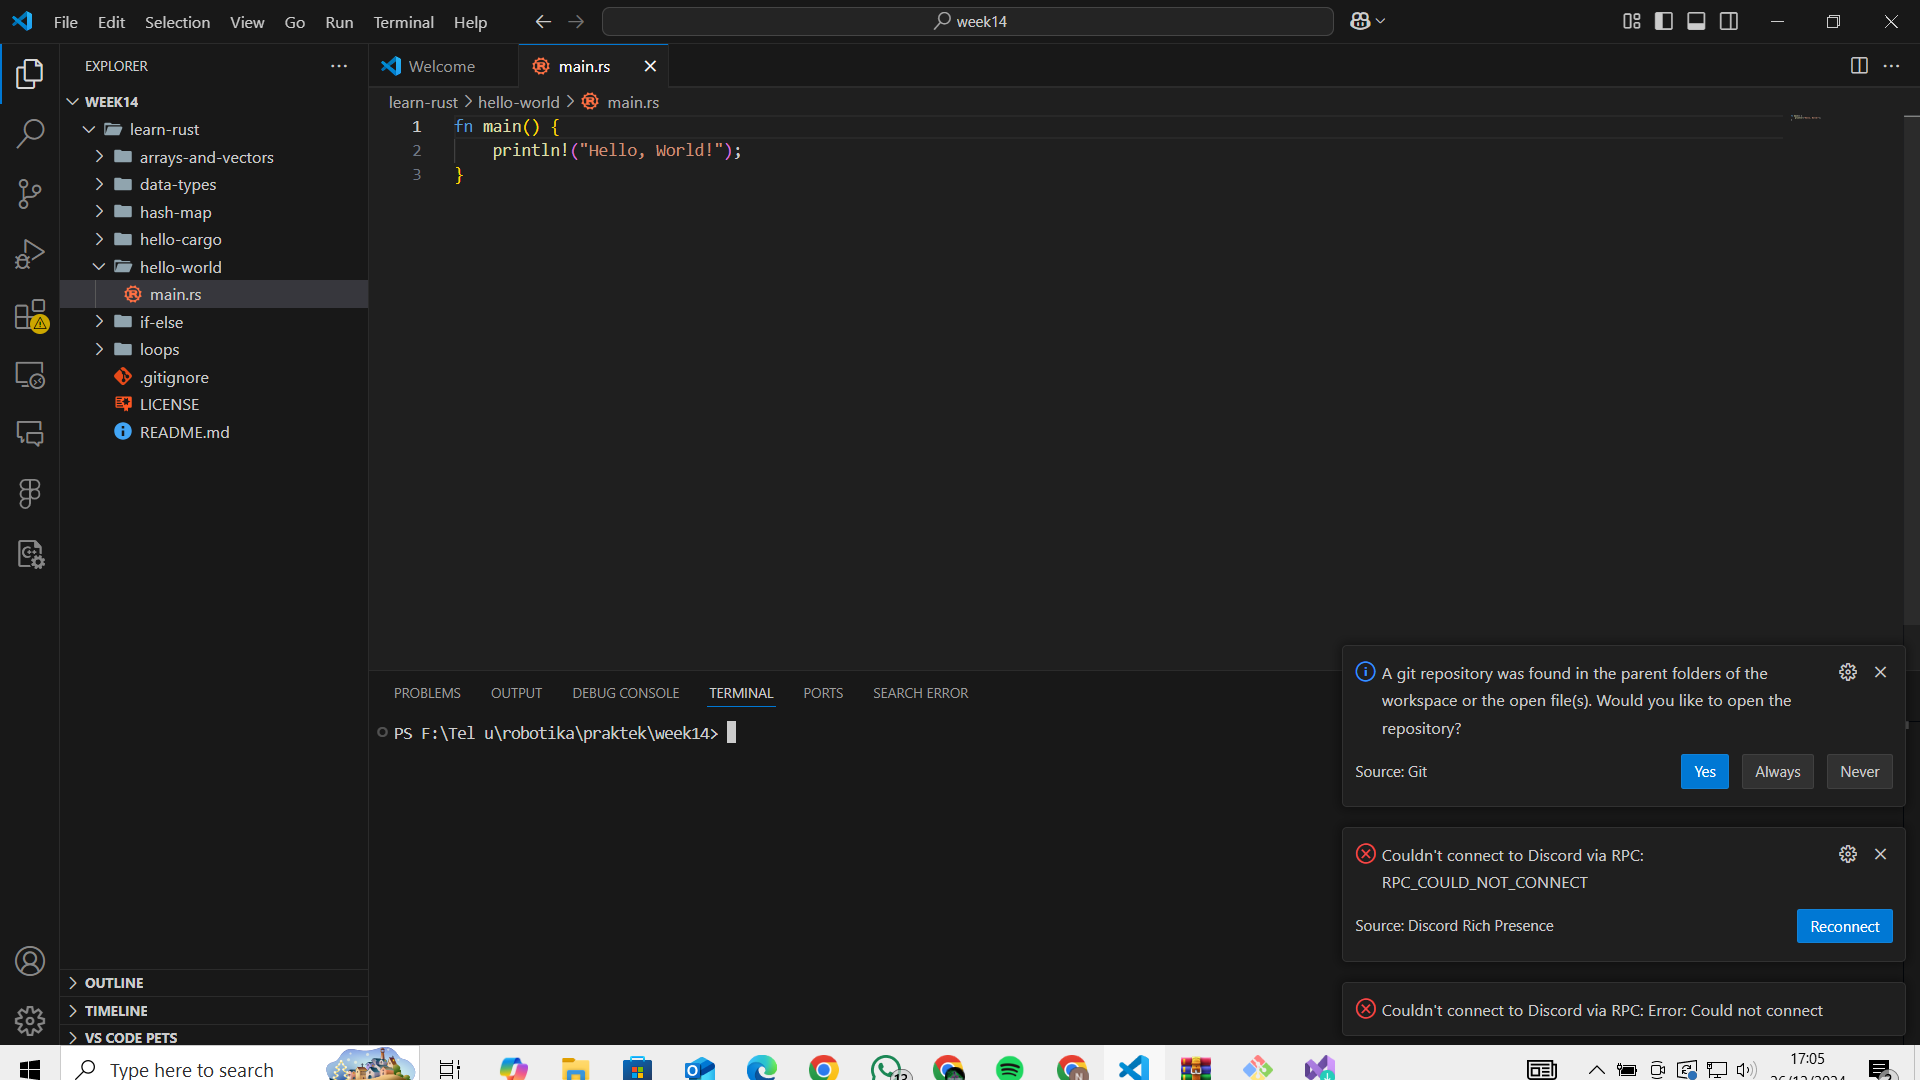 File Edit Selection View Go Run Terminal Help
week14
EXPLORER
Welcome
main.rs
WEEK14
learn-rust
arrays-and-vectors
data-types
hash-map
hello-cargo
hello-world
main.rs
if-else
loops
.gitignore
LICENSE
README.md
OUTLINE
TIMELINE
VS CODE PETS
learn-rust > hello-world > main.rs
1 fn main() {
2 println!("Hello, World!");
3 }
PROBLEMS OUTPUT DEBUG CONSOLE TERMINAL PORTS SEARCH ERROR
PS F:\Tel u\robotika\praktek\week14>
A git repository was found in the parent folders of the
workspace or the open file(s). Would you like to open the
repository?
Source: Git
Yes Always Never
Couldn't connect to Discord via RPC:
RPC_COULD_NOT_CONNECT
Source: Discord Rich Presence
Reconnect
Couldn't connect to Discord via RPC: Error: Could not connect
Type here to search
13
17:05